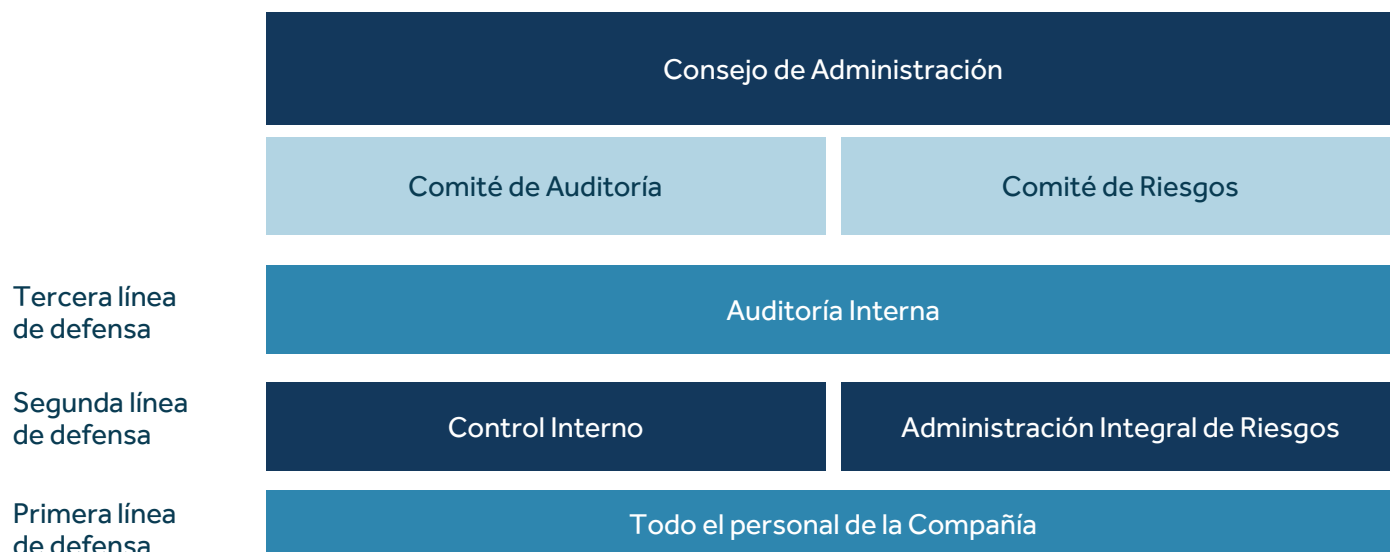 Consejo de Administración
Comité de Auditoría
Comité de Riesgos
Tercera línea
de defensa
Auditoría Interna
Segunda línea
de defensa
Control Interno
Administración Integral de Riesgos
Primera línea
de defensa
Todo el personal de la Compañía